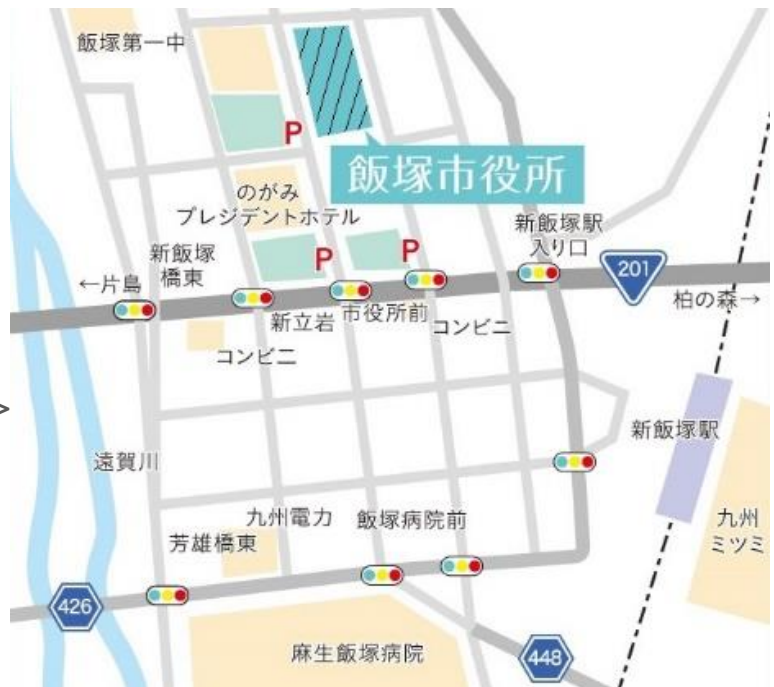 飯塚第一中
P
飯塚市役所
のがみ
プレジデントホテル
新飯塚駅
入り口
新飯塚
橋東
P
P
201
←片島
柏の森→
新立岩
市役所前
コンビニ
コンビニ
>
新飯塚駅
遠賀川
九州電力
飯塚病院前
九州
ミツミ
芳雄橋東
426
麻生飯塚病院
448